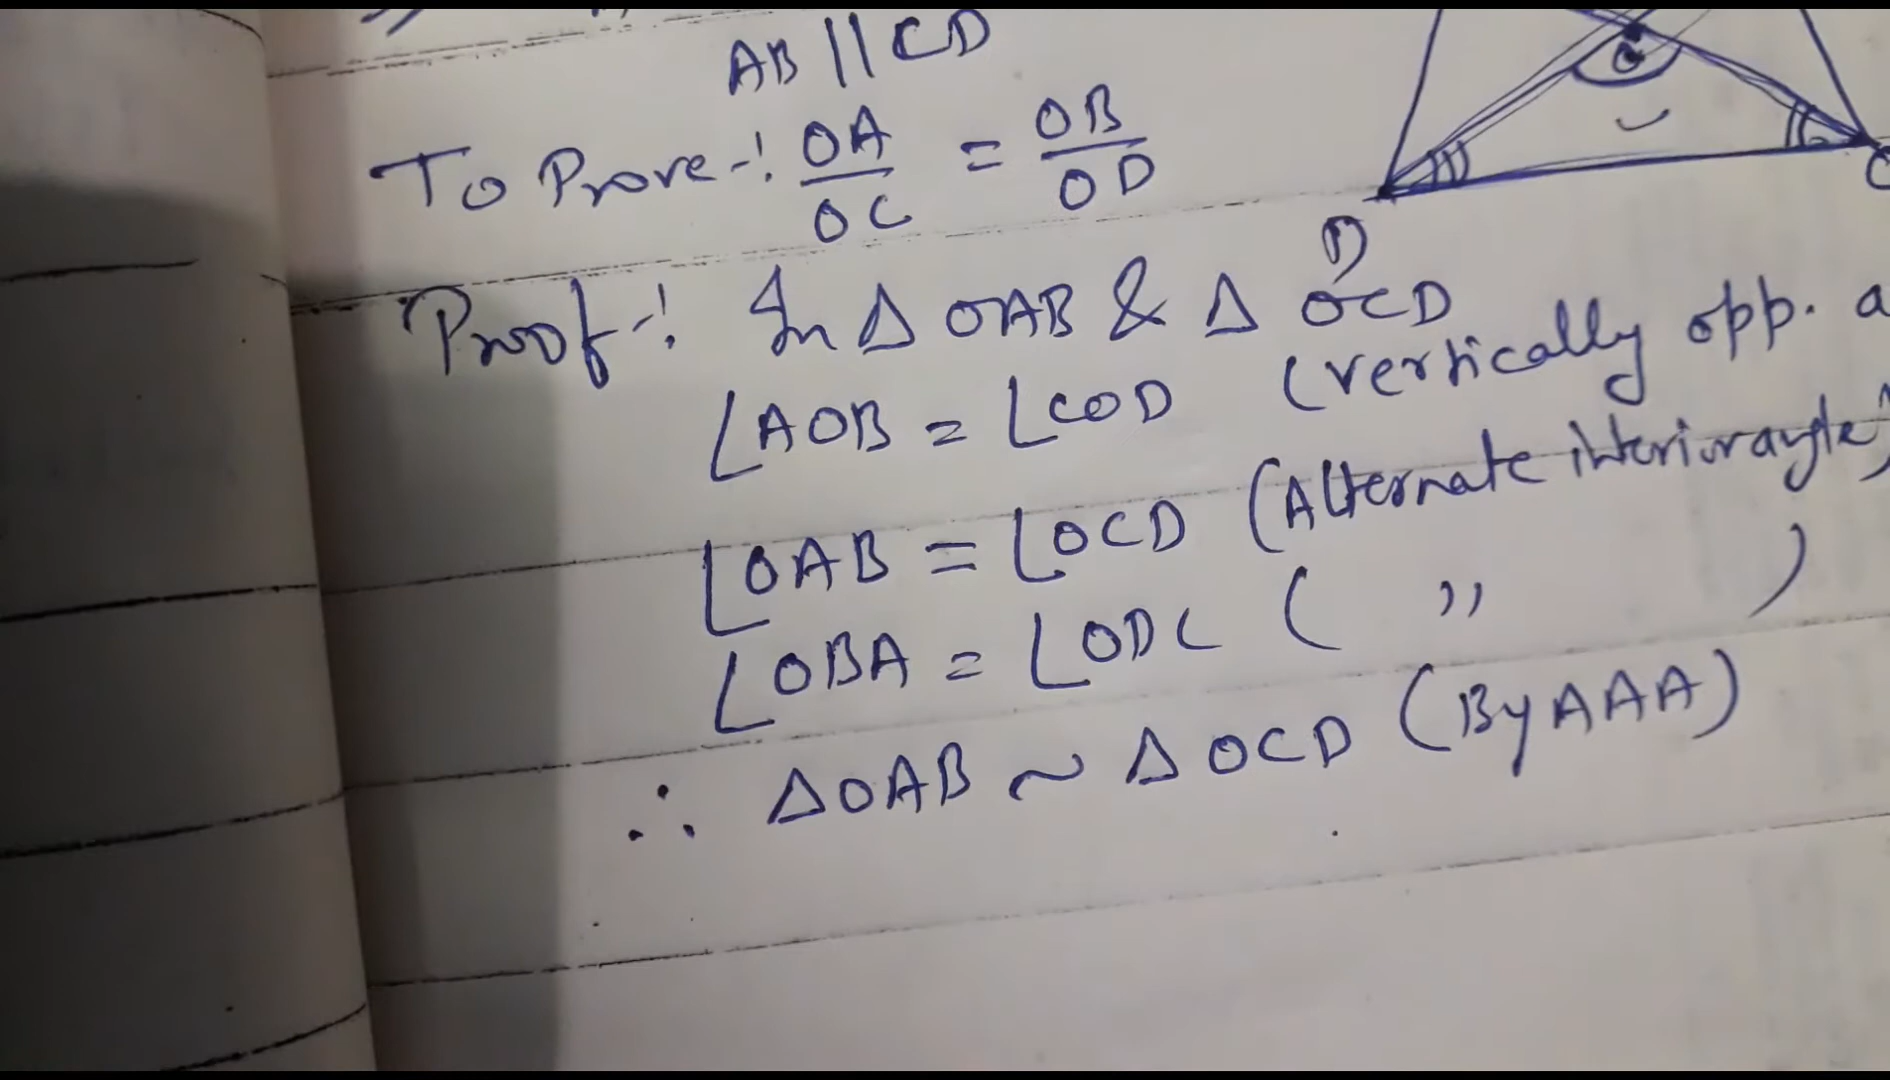 AB || CD
To Prove -: OA/OC = OB/OD
O
D
C
Proof -: In Δ OAB & Δ OCD
∠AOB = ∠COD (vertically opp. a
∠OAB = ∠OCD (Alternate interior angle)
∠OBA = ∠ODC ( ,, )
∴ ΔOAB ~ Δ OCD (By AAA)